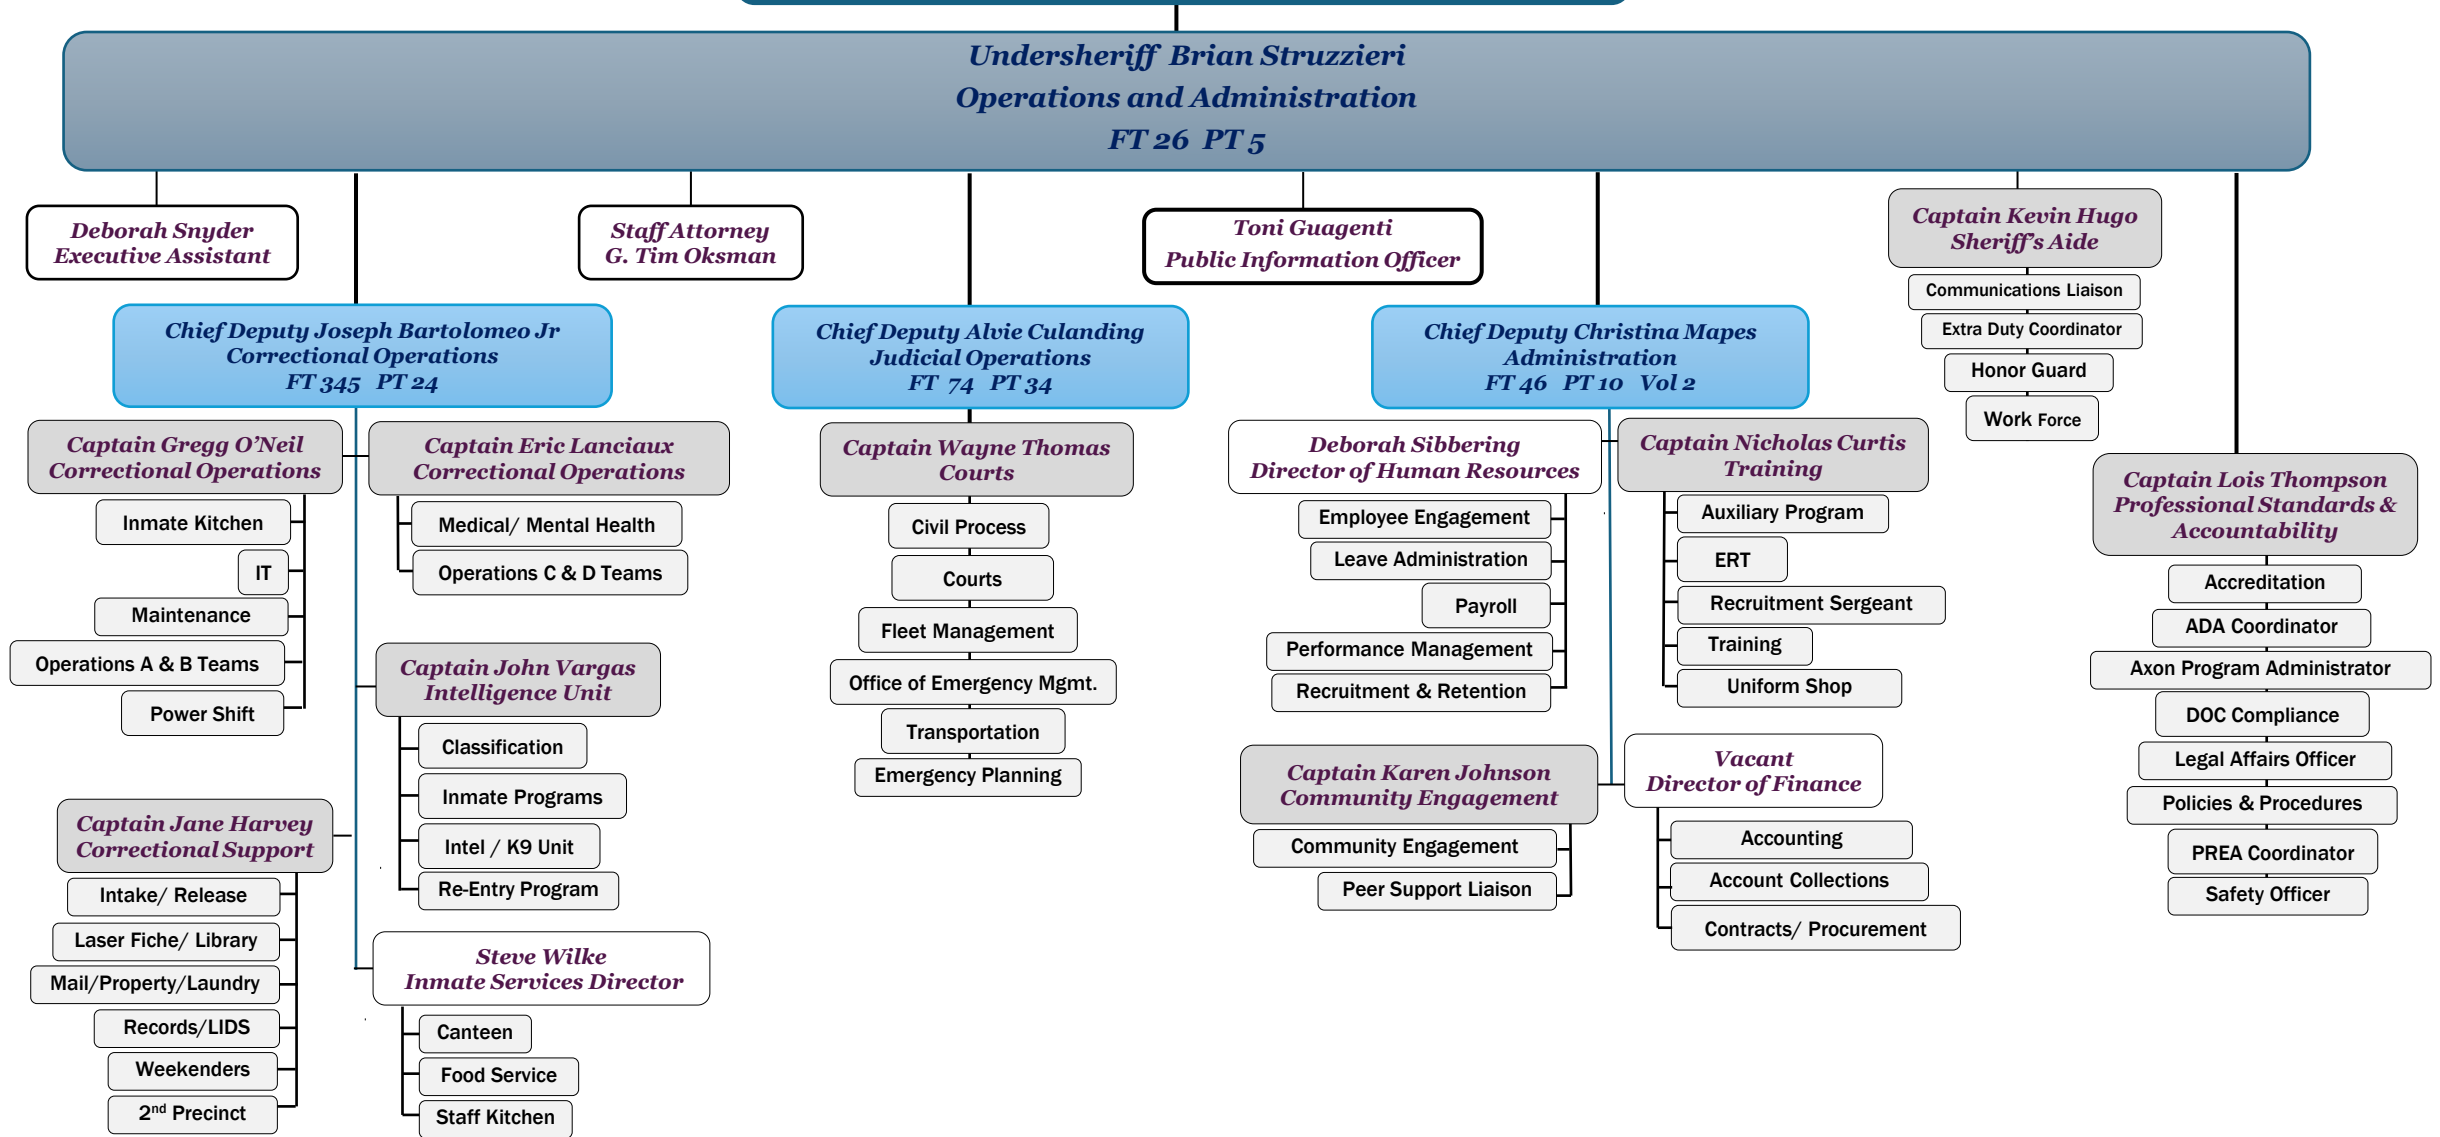 Undersheriff Brian Struzzieri
Operations and Administration
FT 26 PT 5
Deborah Snyder
Executive Assistant
Staff Attorney
G. Tim Oksman
Toni Guagenti
Public Information Officer
Captain Kevin Hugo
Sheriff's Aide
Communications Liaison
Extra Duty Coordinator
Honor Guard
Work Force
Chief Deputy Joseph Bartolomeo Jr
Correctional Operations
FT 345 PT 24
Captain Gregg O'Neil
Correctional Operations
Inmate Kitchen
IT
Maintenance
Operations A & B Teams
Power Shift
Captain Eric Lanciaux
Correctional Operations
Medical/ Mental Health
Operations C & D Teams
Captain John Vargas
Intelligence Unit
Classification
Inmate Programs
Intel / K9 Unit
Re-Entry Program
Captain Jane Harvey
Correctional Support
Intake/ Release
Laser Fiche/ Library
Mail/Property/Laundry
Records/LIDS
Weekenders
2nd Precinct
Steve Wilke
Inmate Services Director
Canteen
Food Service
Staff Kitchen
Chief Deputy Alvie Culanding
Judicial Operations
FT 74 PT 34
Captain Wayne Thomas
Courts
Civil Process
Courts
Fleet Management
Office of Emergency Mgmt.
Transportation
Emergency Planning
Chief Deputy Christina Mapes
Administration
FT 46 PT 10 Vol 2
Deborah Sibbering
Director of Human Resources
Employee Engagement
Leave Administration
Payroll
Performance Management
Recruitment & Retention
Captain Nicholas Curtis
Training
Auxiliary Program
ERT
Recruitment Sergeant
Training
Uniform Shop
Captain Karen Johnson
Community Engagement
Community Engagement
Peer Support Liaison
Vacant
Director of Finance
Accounting
Account Collections
Contracts/ Procurement
Captain Lois Thompson
Professional Standards &
Accountability
Accreditation
ADA Coordinator
Axon Program Administrator
DOC Compliance
Legal Affairs Officer
Policies & Procedures
PREA Coordinator
Safety Officer